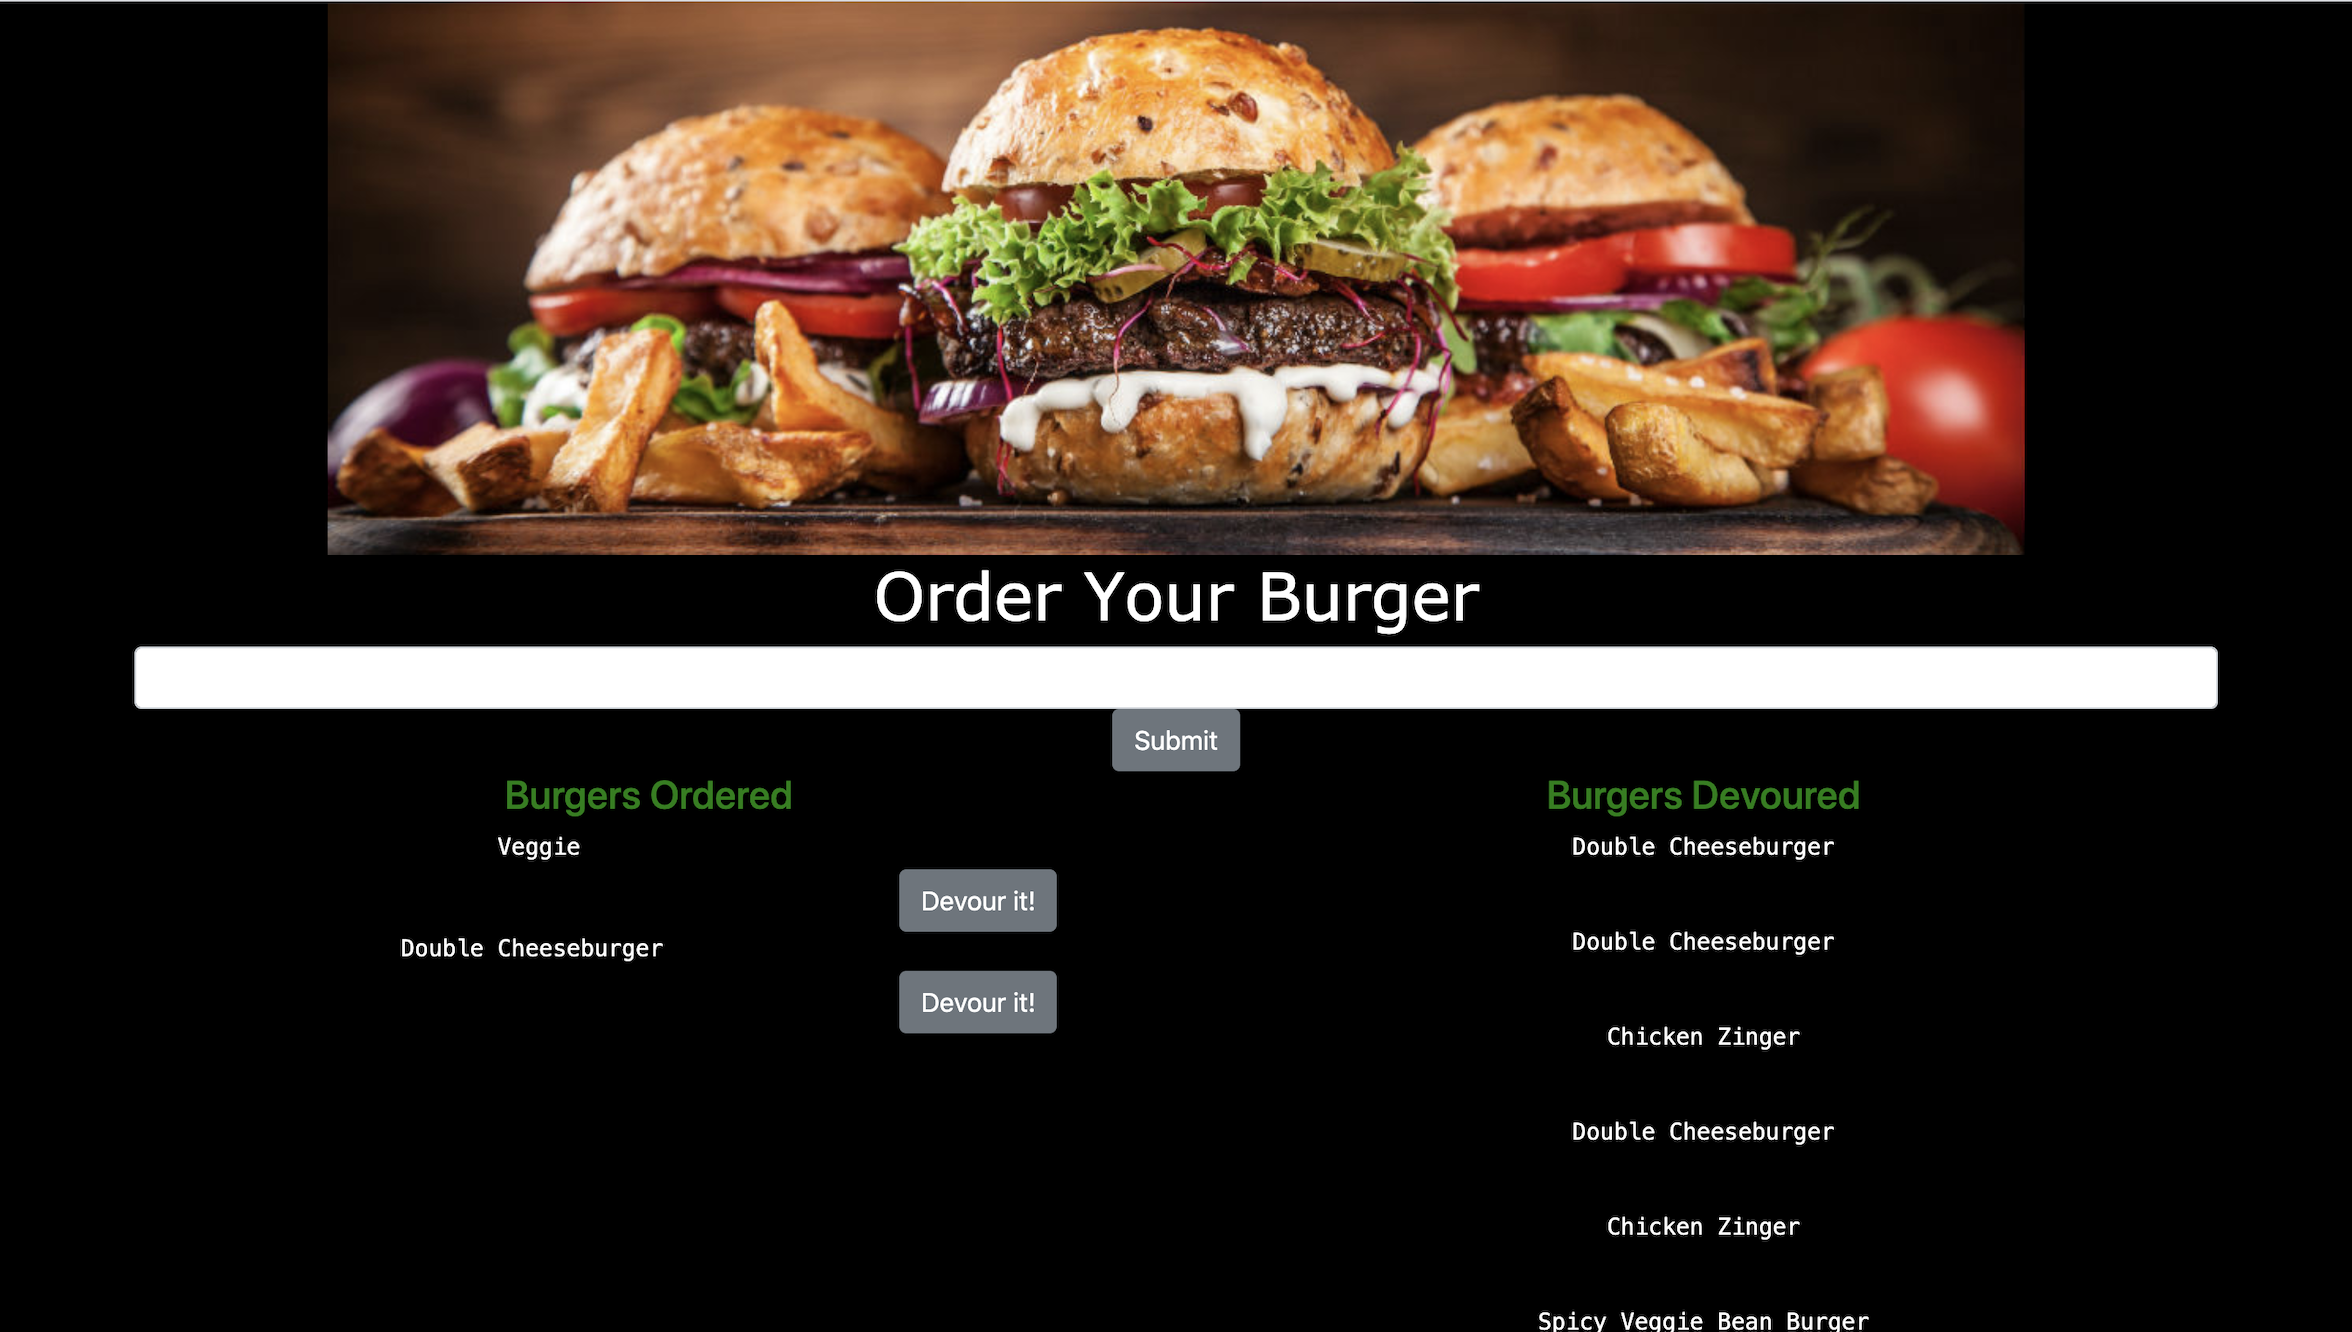 Order Your Burger
Submit
Burgers Ordered
Veggie
Devour it!
Double Cheeseburger
Devour it!
Burgers Devoured
Double Cheeseburger
Double Cheeseburger
Chicken Zinger
Double Cheeseburger
Chicken Zinger
Spicy Veggie Bean Burger